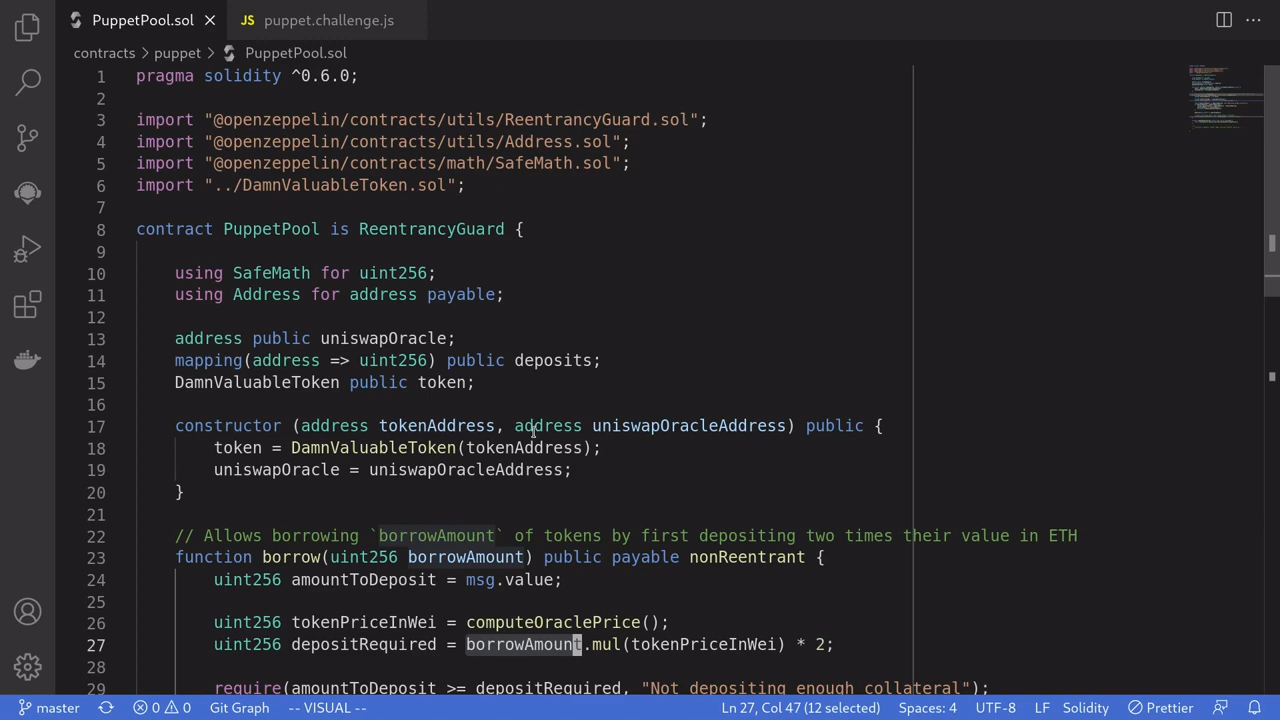 PuppetPool.sol
JS puppet.challenge.js
contracts > puppet > PuppetPool.sol
1 pragma solidity ^0.6.0;
2
3 import "@openzeppelin/contracts/utils/ReentrancyGuard.sol";
4 import "@openzeppelin/contracts/utils/Address.sol";
5 import "@openzeppelin/contracts/math/SafeMath.sol";
6 import "../DamnValuableToken.sol";
7
8 contract PuppetPool is ReentrancyGuard {
9
10 using SafeMath for uint256;
11 using Address for address payable;
12
13 address public uniswapOracle;
14 mapping(address => uint256) public deposits;
15 DamnValuableToken public token;
16
17 constructor (address tokenAddress, address uniswapOracleAddress) public {
18 token = DamnValuableToken(tokenAddress);
19 uniswapOracle = uniswapOracleAddress;
20 }
21
22 // Allows borrowing `borrowAmount` of tokens by first depositing two times their value in ETH
23 function borrow(uint256 borrowAmount) public payable nonReentrant {
24 uint256 amountToDeposit = msg.value;
25
26 uint256 tokenPriceInWei = computeOraclePrice();
27 uint256 depositRequired = borrowAmount.mul(tokenPriceInWei) * 2;
28
29 require(amountToDeposit >= depositRequired, "Not depositing enough collateral");
master 0 0 Git Graph -- VISUAL -- Ln 27, Col 47 (12 selected) Spaces: 4 UTF-8 LF Solidity Prettier